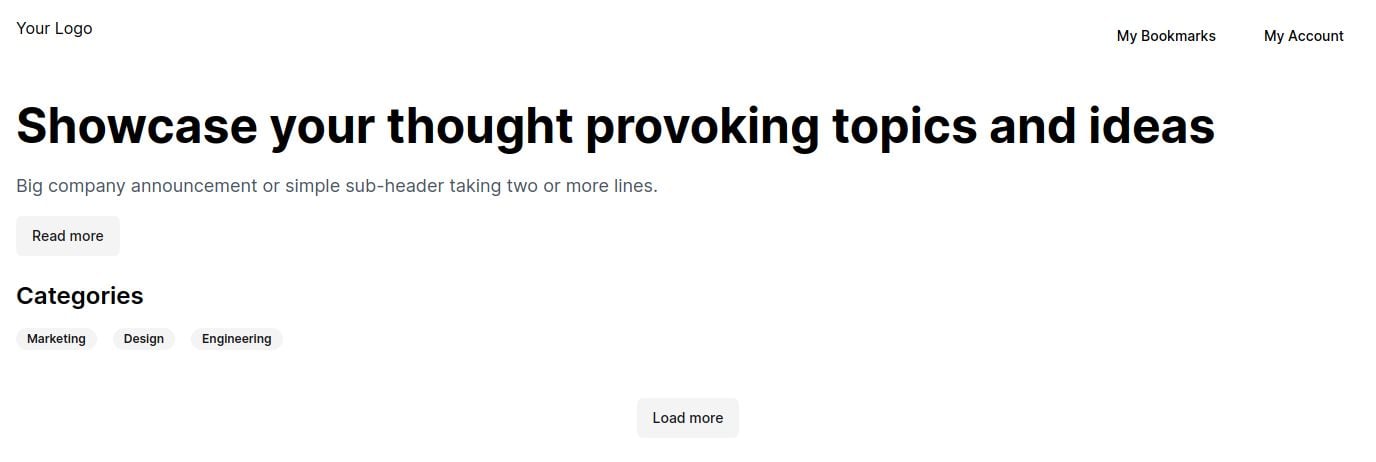 Your Logo
My Bookmarks
My Account
Showcase your thought provoking topics and ideas
Big company announcement or simple sub-header taking two or more lines.
Read more
Categories
Marketing
Design
Engineering
Load more